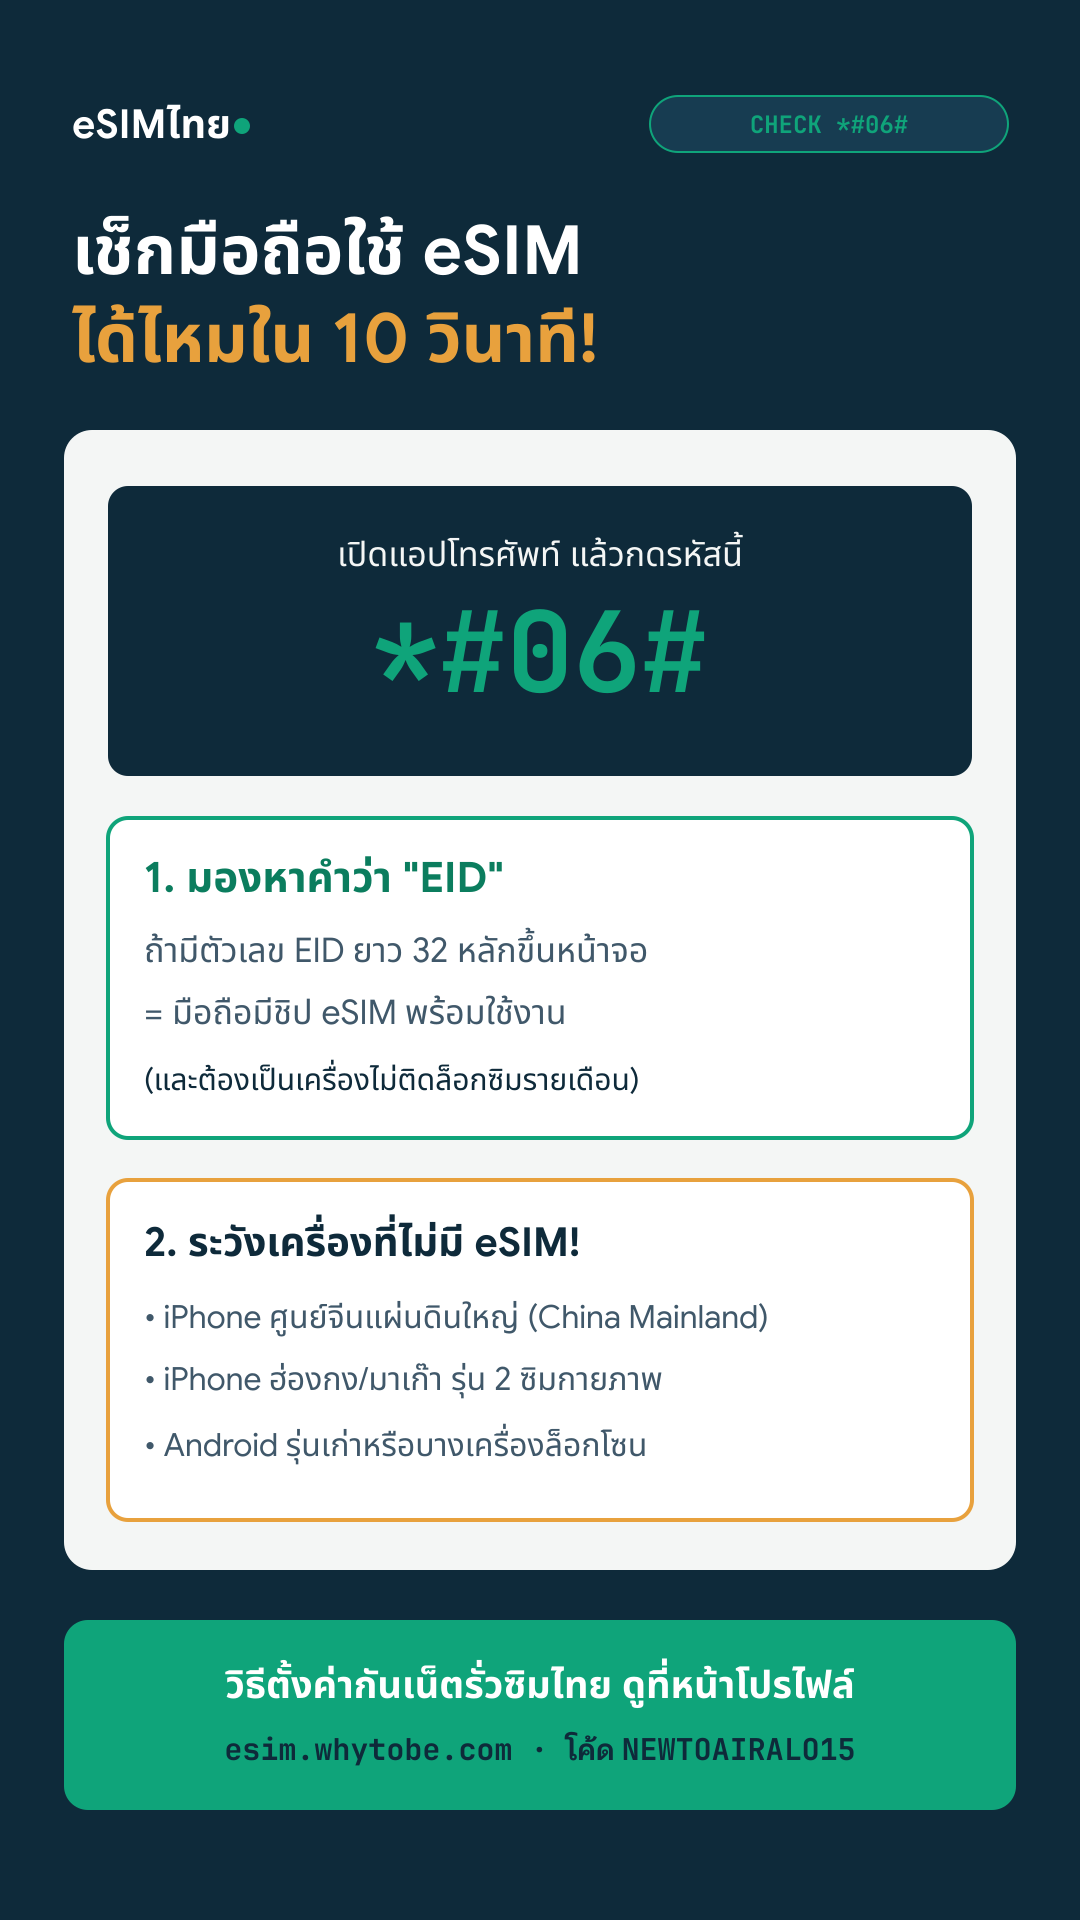 eSIMไทย
CHECK *#06#
เช็กมือถือใช้ eSIM
ได้ไหมใน 10 วินาที!
เปิดแอปโทรศัพท์ แล้วกดรหัสนี้
*#06#
1. มองหาคำว่า "EID"
ถ้ามีตัวเลข EID ยาว 32 หลักขึ้นหน้าจอ
= มือถือมีชิป eSIM พร้อมใช้งาน
(และต้องเป็นเครื่องไม่ติดล็อกซิมรายเดือน)
2. ระวังเครื่องที่ไม่มี eSIM!
• iPhone ศูนย์จีนแผ่นดินใหญ่ (China Mainland)
• iPhone ฮ่องกง/มาเก๊า รุ่น 2 ซิมกายภาพ
• Android รุ่นเก่าหรือบางเครื่องล็อกโซน
วิธีตั้งค่ากันเน็ตรั่วซิมไทย ดูที่หน้าโปรไฟล์
esim.whytobe.com · โค้ด NEWTOAIRALO15